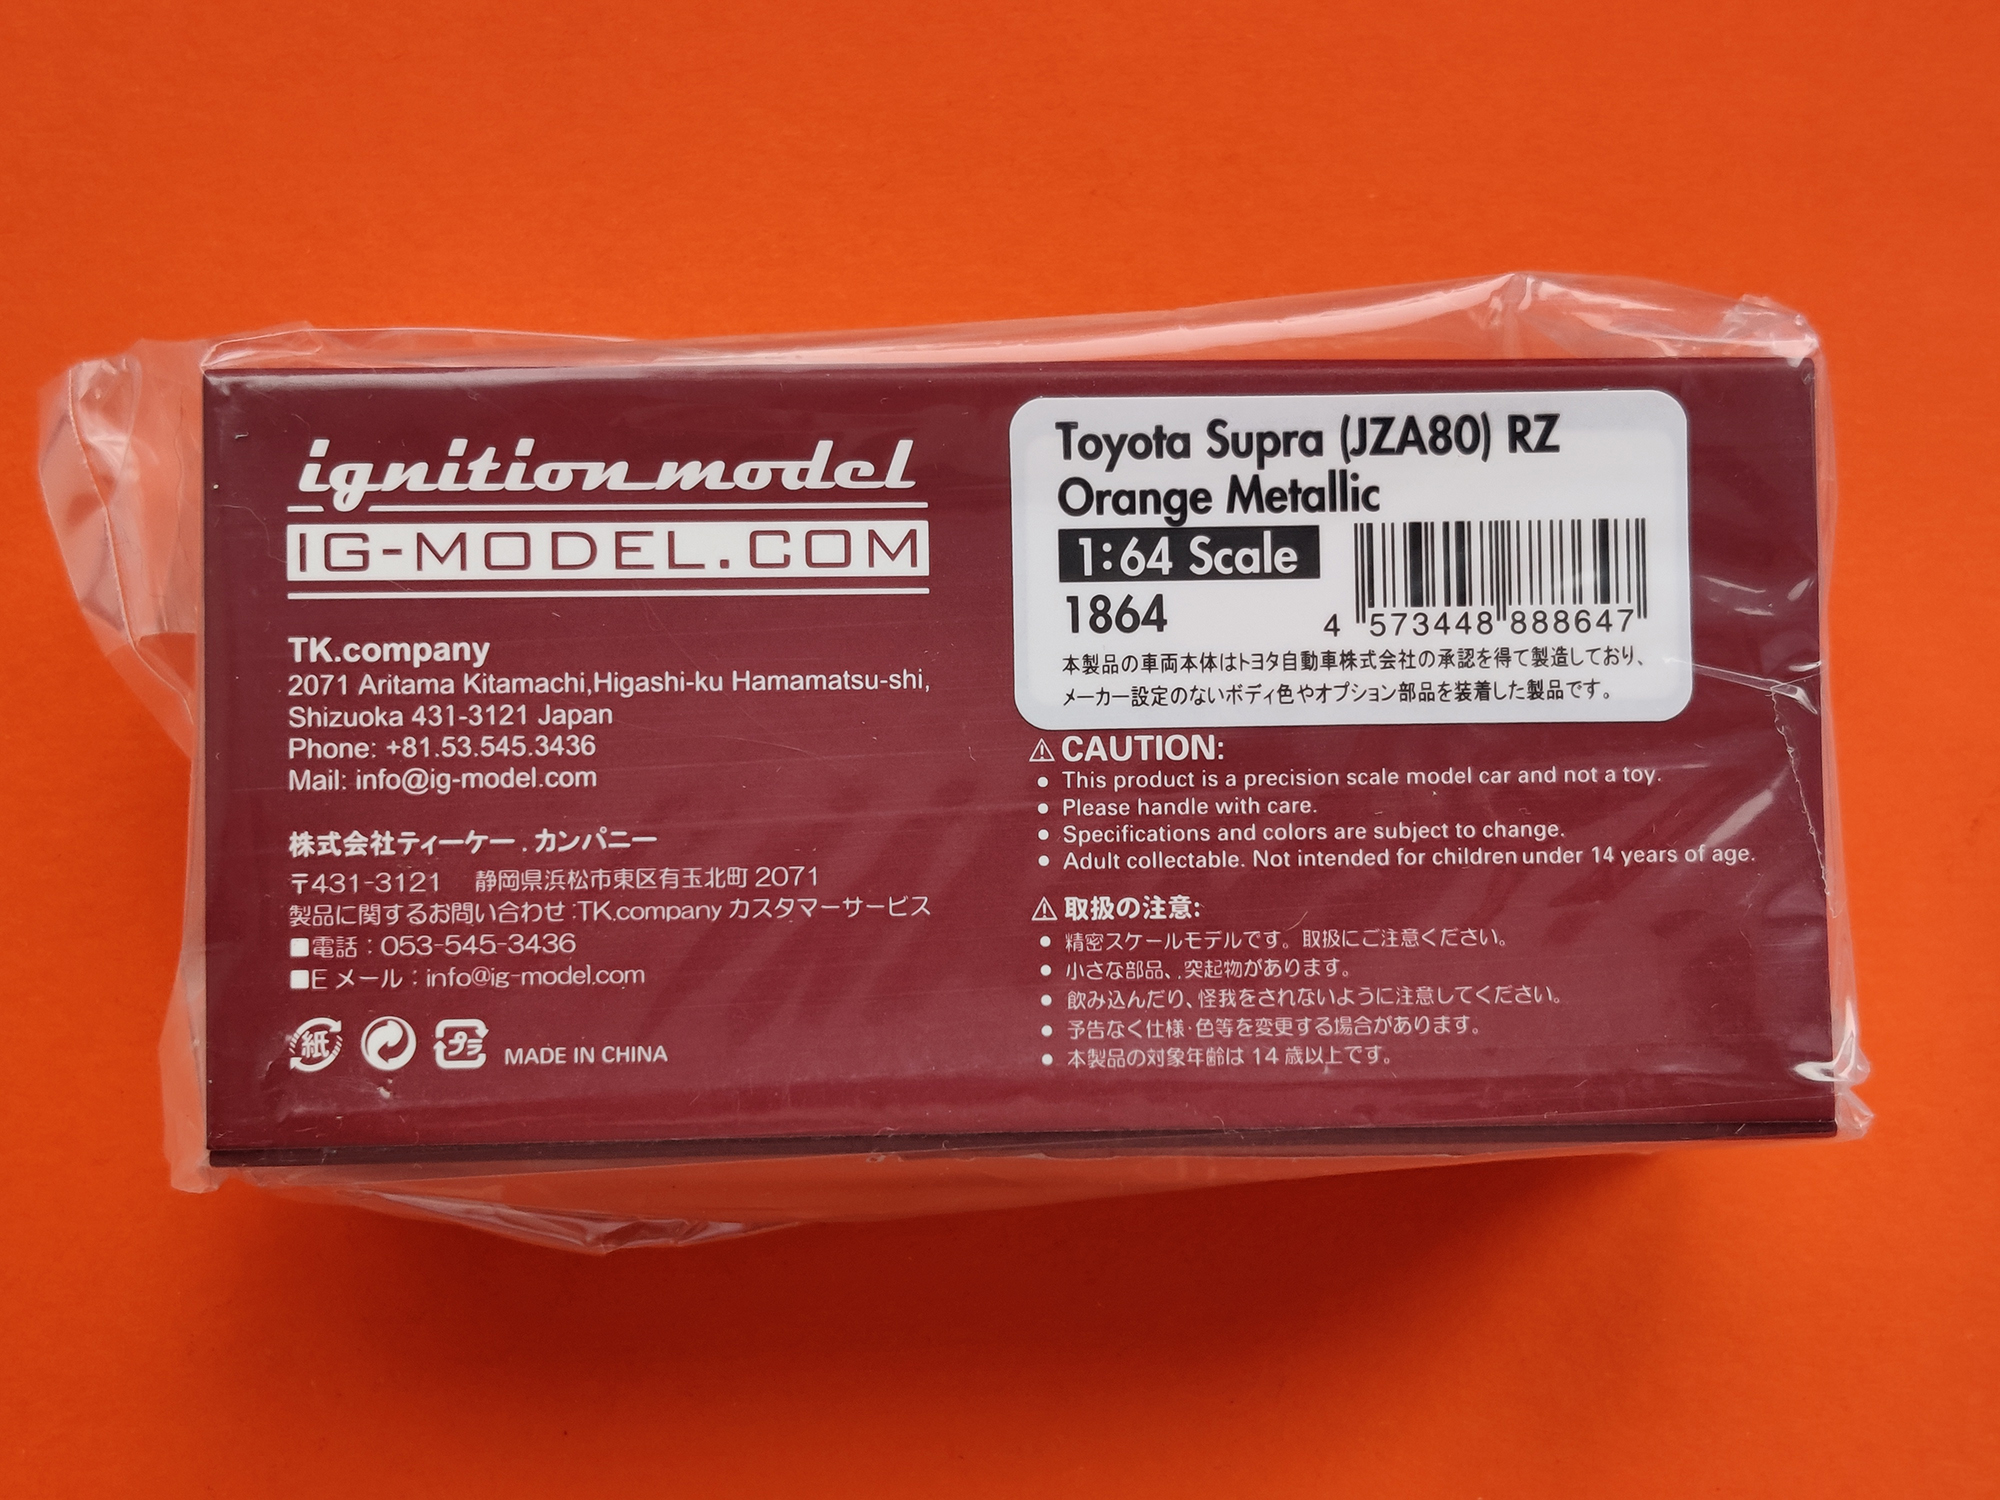 ignition model
IG-MODEL.COM
TK.company
2071 Aritama Kitamachi,Higashi-ku Hamamatsu-shi,
Shizuoka 431-3121 Japan
Phone: +81.53.545.3436
Mail: info@ig-model.com
株式会社ティーケー.カンパニー
〒431-3121 静岡県浜松市東区有玉北町 2071
製品に関するお問い合わせ:TK.company カスタマーサービス
■電話:053-545-3436
■E メール:info@ig-model.com
紙
プラ
MADE IN CHINA
Toyota Supra (JZA80) RZ
Orange Metallic
1:64 Scale
1864
4 573448 888647
本製品の車両本体はトヨタ自動車株式会社の承認を得て製造しており、
メーカー設定のないボディ色やオプション部品を装着した製品です。
⚠ CAUTION:
• This product is a precision scale model car and not a toy.
• Please handle with care.
• Specifications and colors are subject to change.
• Adult collectable. Not intended for children under 14 years of age.
⚠ 取扱の注意:
• 精密スケールモデルです。取扱にご注意ください。
• 小さな部品、.突起物があります。
• 飲み込んだり、怪我をされないように注意してください。
• 予告なく仕様・色等を変更する場合があります。
• 本製品の対象年齢は 14 歳以上です。